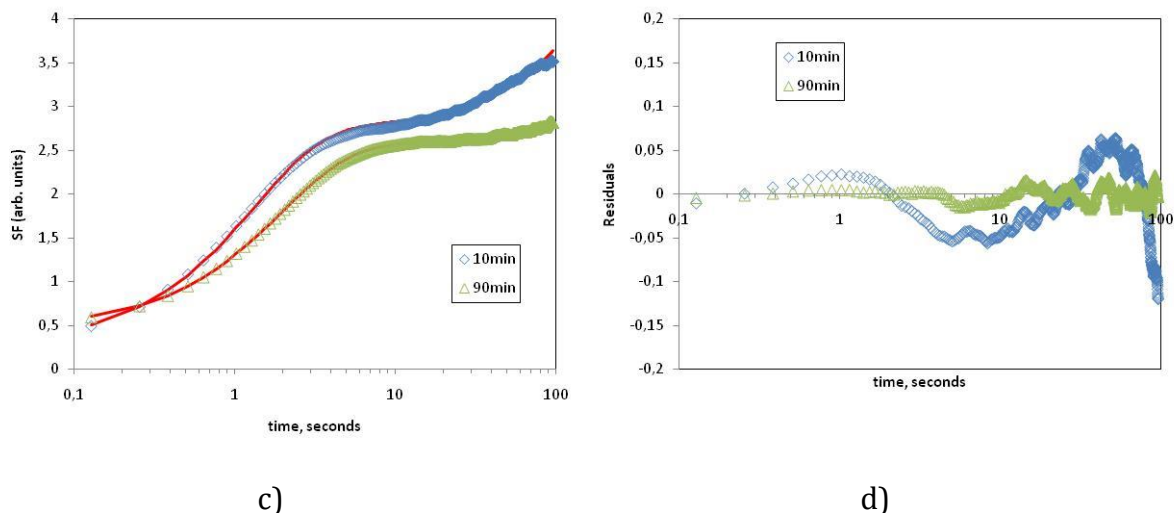 4
3,5
3
2,5
2
1,5
1
0,5
0
SF (arb. units)
10min
90min
0,1 1 10 100
time, seconds
c)
0,2
0,15
0,1
0,05
0
-0,05
-0,1
-0,15
-0,2
Residuals
10min
90min
0,1 1 10 100
time, seconds
d)